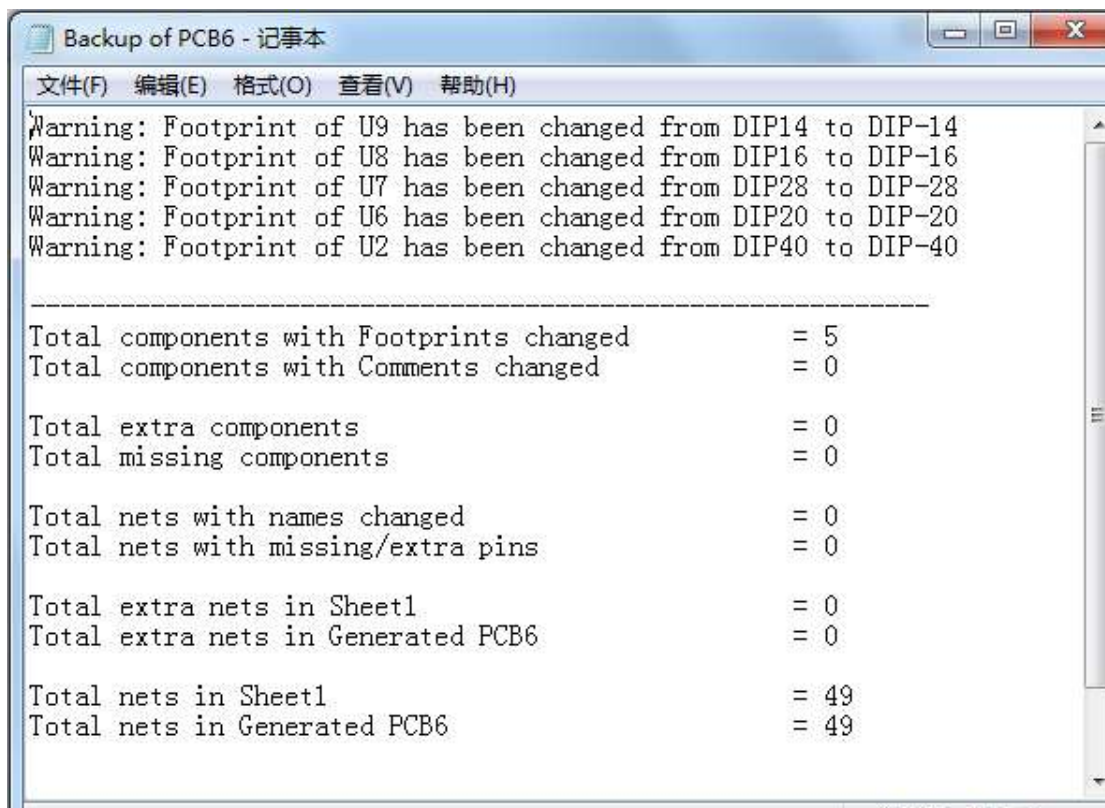 Backup of PCB6 - 记事本
文件(F) 编辑(E) 格式(O) 查看(V) 帮助(H)
Warning: Footprint of U9 has been changed from DIP14 to DIP-14
Warning: Footprint of U8 has been changed from DIP16 to DIP-16
Warning: Footprint of U7 has been changed from DIP28 to DIP-28
Warning: Footprint of U6 has been changed from DIP20 to DIP-20
Warning: Footprint of U2 has been changed from DIP40 to DIP-40
------------------------------------------------------------
Total components with Footprints changed = 5
Total components with Comments changed = 0
Total extra components = 0
Total missing components = 0
Total nets with names changed = 0
Total nets with missing/extra pins = 0
Total extra nets in Sheet1 = 0
Total extra nets in Generated PCB6 = 0
Total nets in Sheet1 = 49
Total nets in Generated PCB6 = 49